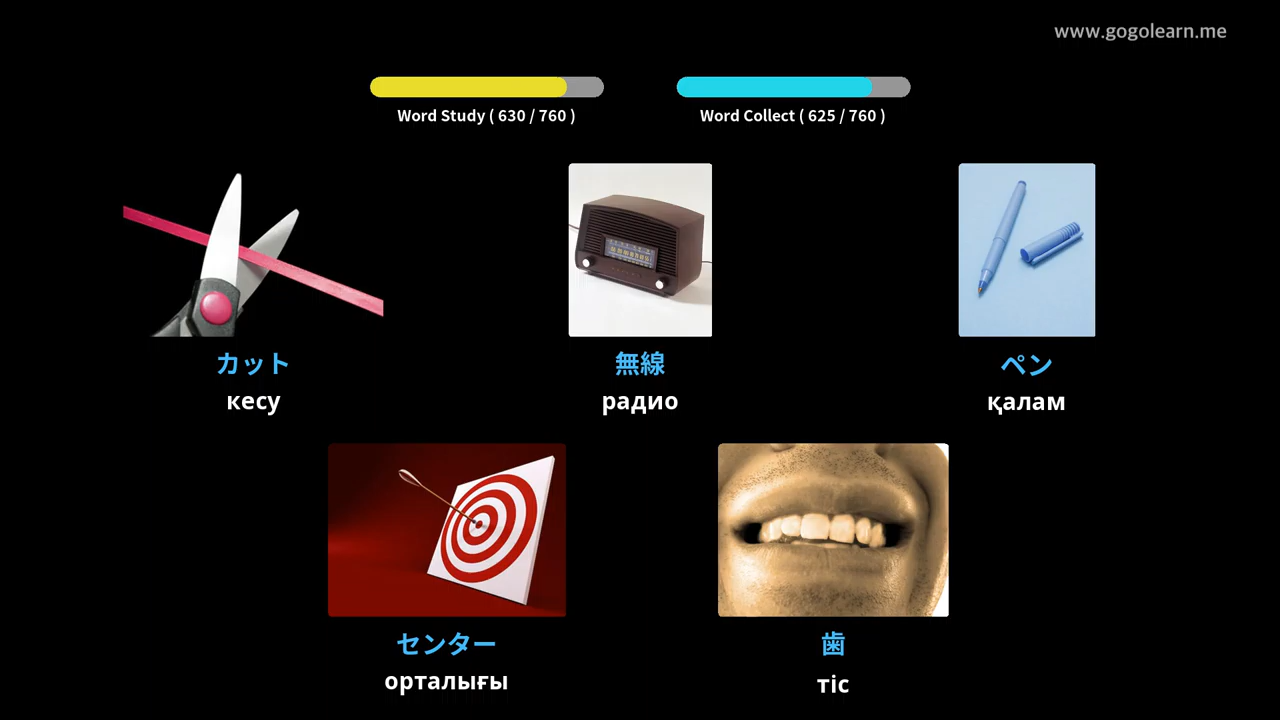 www.gogolearn.me
Word Study ( 630 / 760 )
Word Collect ( 625 / 760 )
カット
無線
ペン
кесу
радио
қалам
センター
歯
орталығы
тіс